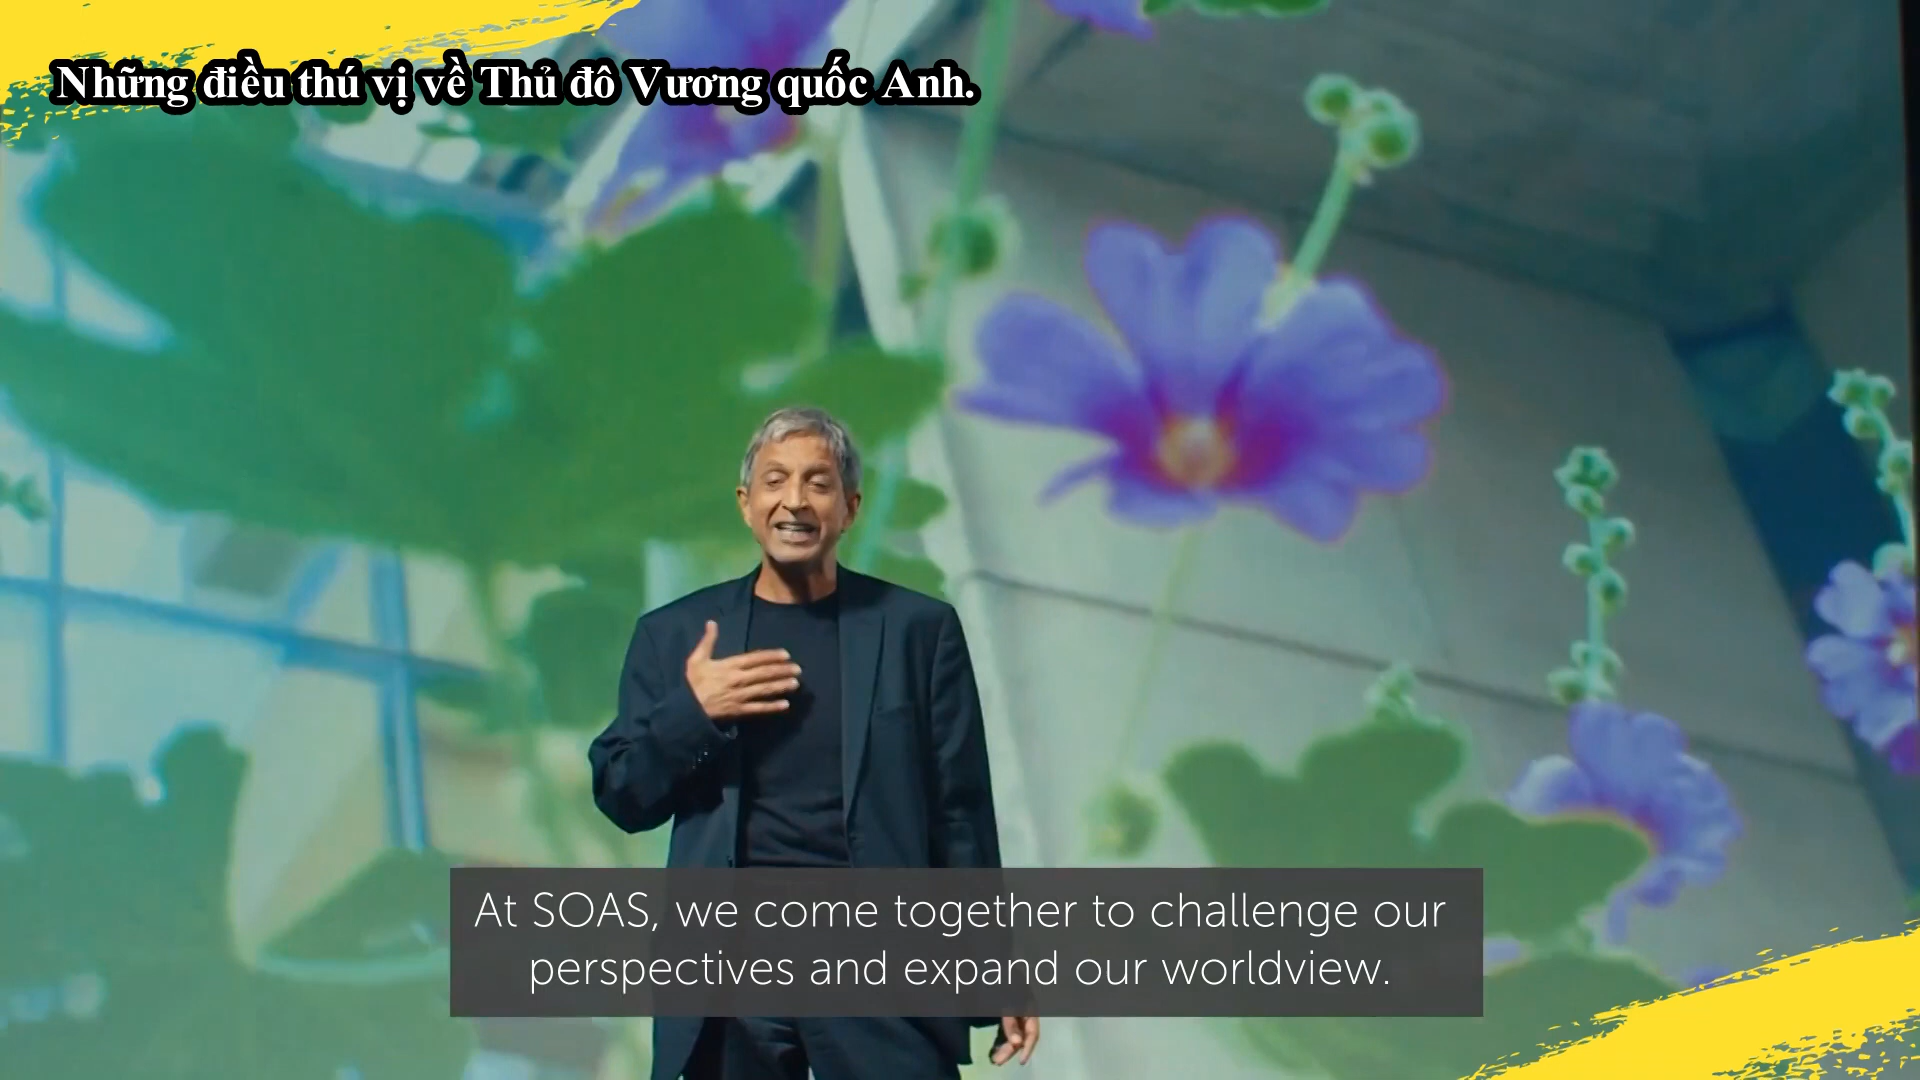 Những điều thú vị về Thủ đô Vương quốc Anh.
At SOAS, we come together to challenge our
perspectives and expand our worldview.